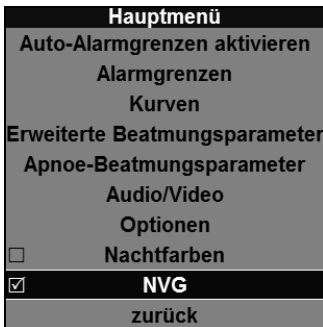 Hauptmenü
Auto-Alarmgrenzen aktivieren
Alarmgrenzen
Kurven
Erweiterte Beatmungsparameter
Apnoe-Beatmungsparameter
Audio/Video
Optionen
☐ Nachtfarben
☑ NVG
zurück